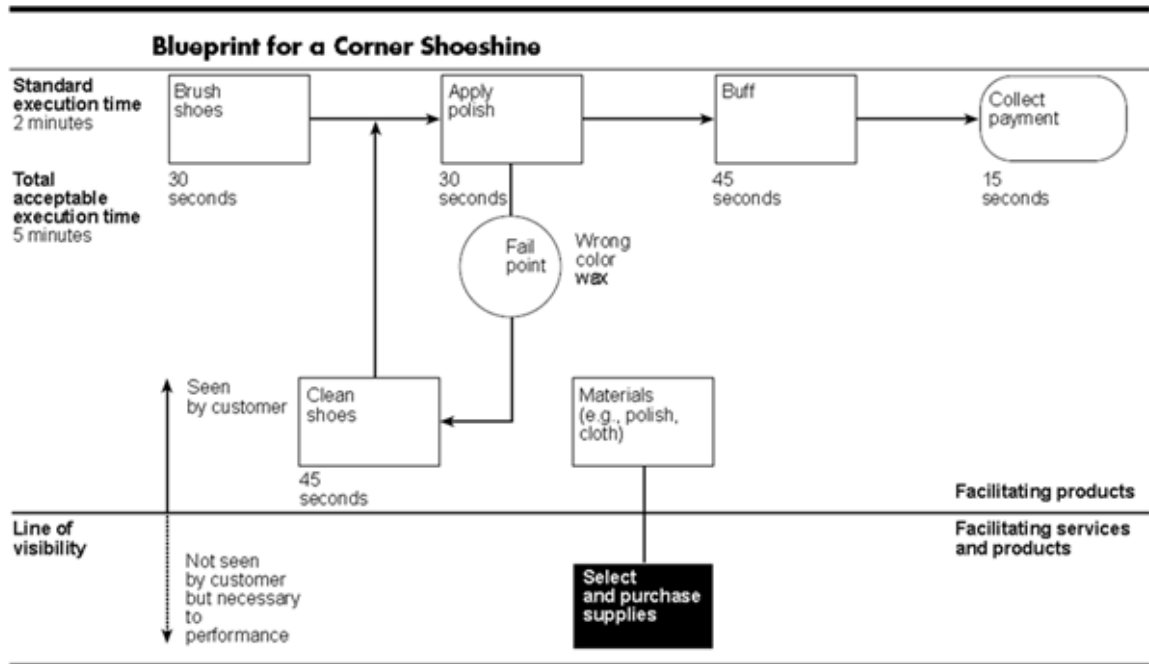 Blueprint for a Corner Shoeshine
Standard
execution time
2 minutes
Total
acceptable
execution time
5 minutes
Brush
shoes
30
seconds
Apply
polish
30
seconds
Buff
45
seconds
Collect
payment
15
seconds
Fail
point
Wrong
color
wax
Seen
by customer
Clean
shoes
45
seconds
Materials
(e.g., polish,
cloth)
Facilitating products
Line of
visibility
Facilitating services
and products
Not seen
by customer
but necessary
to
performance
Select
and purchase
supplies